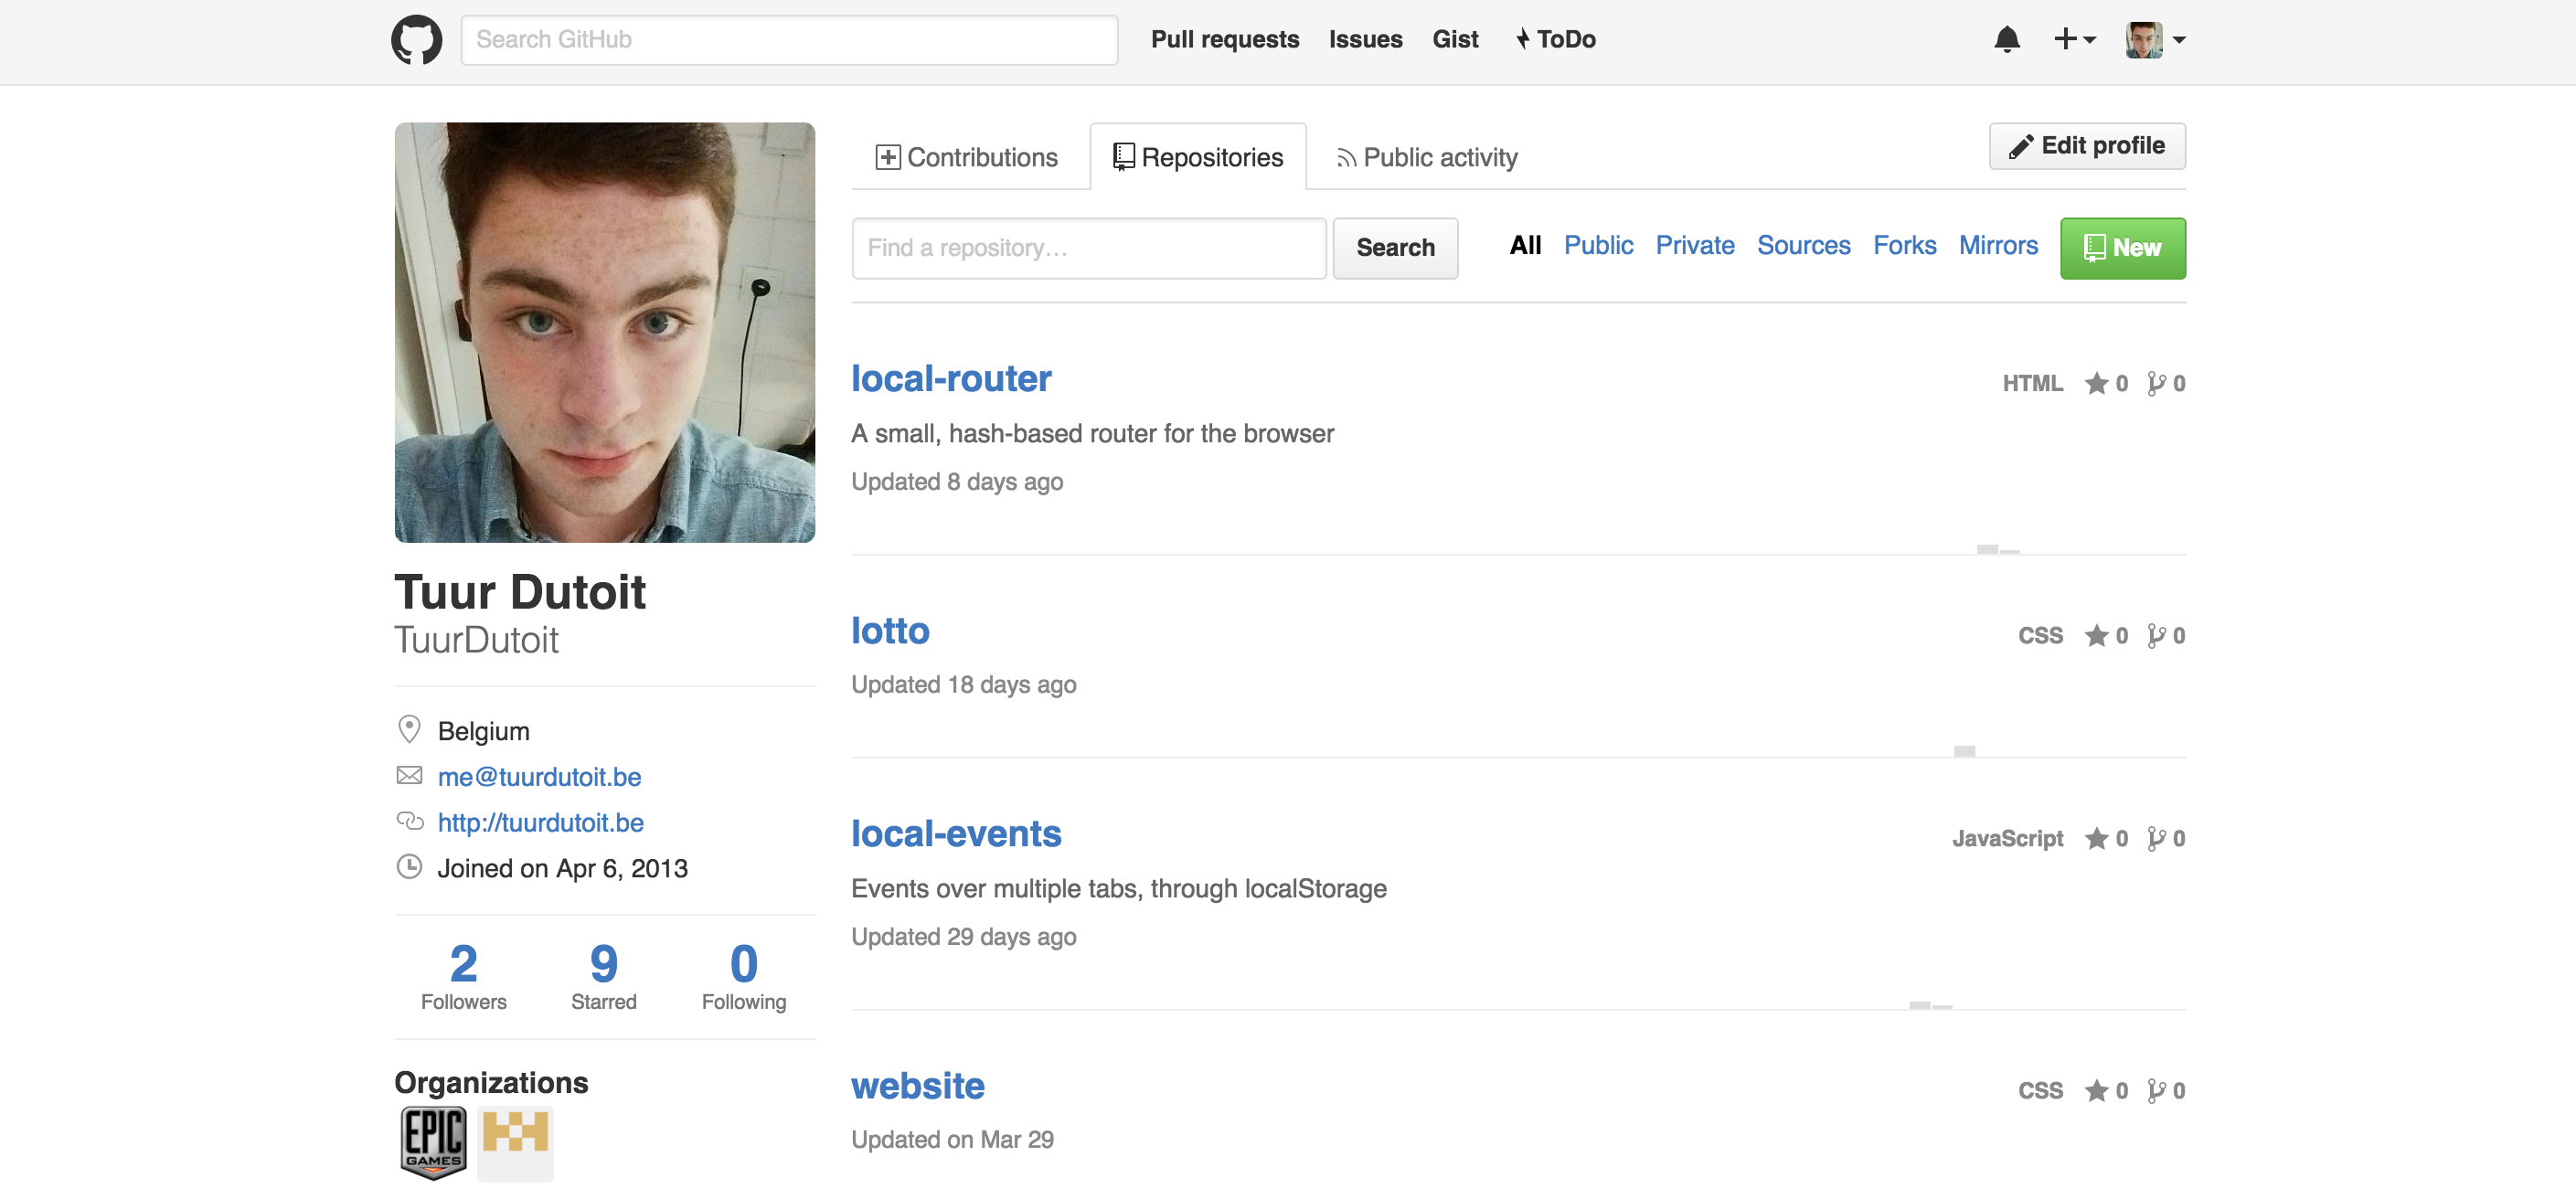 Search GitHub Pull requests Issues Gist ToDo
Contributions Repositories Public activity Edit profile
Find a repository… Search All Public Private Sources Forks Mirrors New
Tuur Dutoit
TuurDutoit
Belgium
me@tuurdutoit.be
http://tuurdutoit.be
Joined on Apr 6, 2013
2 9 0
Followers Starred Following
Organizations
EPIC
GAMES
local-router HTML 0 0
A small, hash-based router for the browser
Updated 8 days ago
lotto CSS 0 0
Updated 18 days ago
local-events JavaScript 0 0
Events over multiple tabs, through localStorage
Updated 29 days ago
website CSS 0 0
Updated on Mar 29